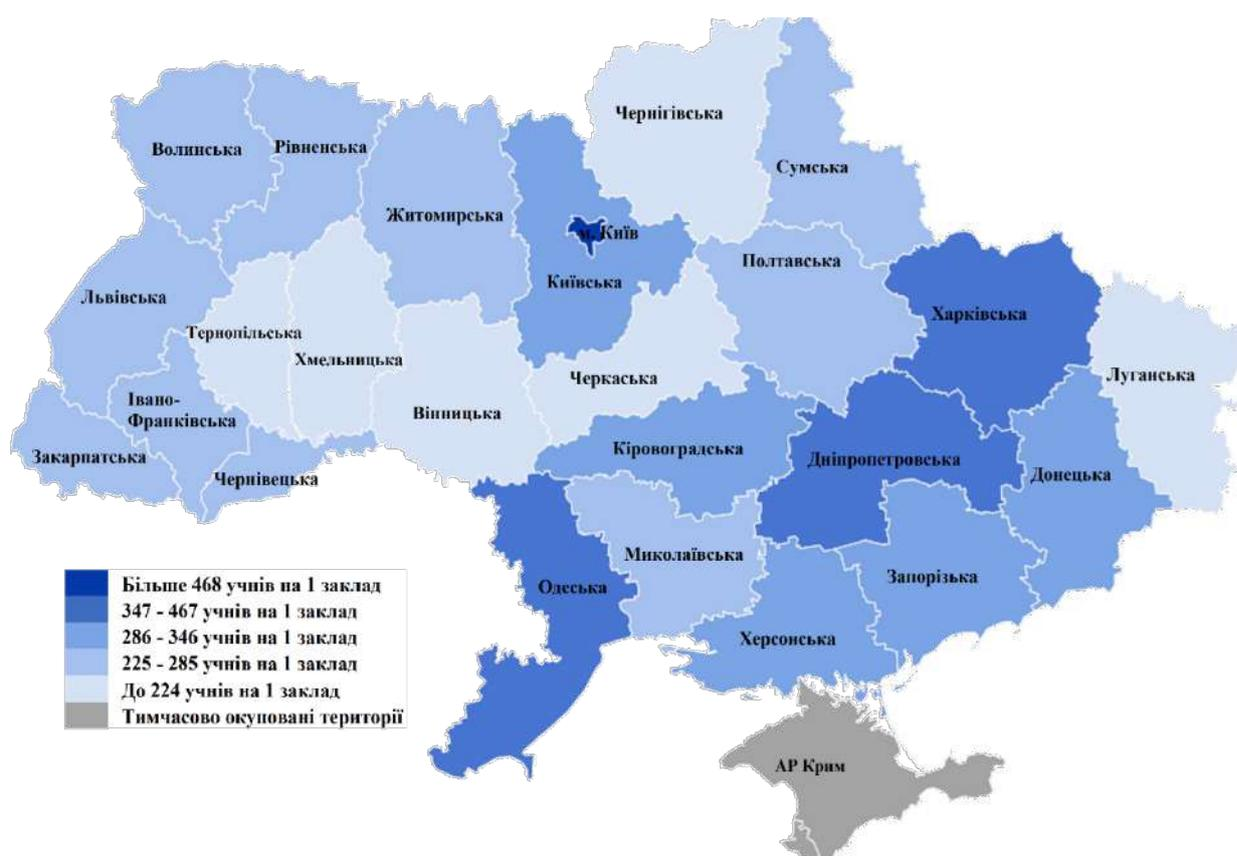 Чернігівська
Волинська
Рівненська
Сумська
Житомирська
м. Київ
Полтавська
Київська
Львівська
Харківська
Тернопільська
Хмельницька
Черкаська
Луганська
Івано-
Франківська
Вінницька
Закарпатська
Чернівецька
Кіровоградська
Дніпропетровська
Донецька
Миколаївська
Запорізька
Одеська
Херсонська
Більше 468 учнів на 1 заклад
347 - 467 учнів на 1 заклад
286 - 346 учнів на 1 заклад
225 - 285 учнів на 1 заклад
До 224 учнів на 1 заклад
Тимчасово окуповані території
АР Крим